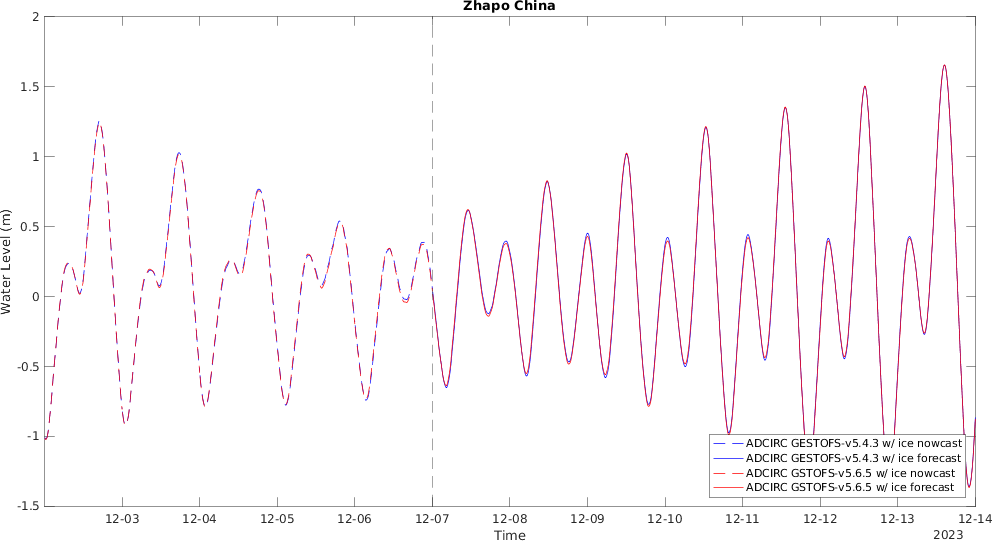 Zhapo China
2
1.5
1
0.5
0
-0.5
-1
-1.5
Water Level (m)
ADCIRC GESTOFS-v5.4.3 w/ ice nowcast
ADCIRC GESTOFS-v5.4.3 w/ ice forecast
ADCIRC GSTOFS-v5.6.5 w/ ice nowcast
ADCIRC GSTOFS-v5.6.5 w/ ice forecast
12-03 12-04 12-05 12-06 12-07 12-08 12-09 12-10 12-11 12-12 12-13 12-14
Time
2023